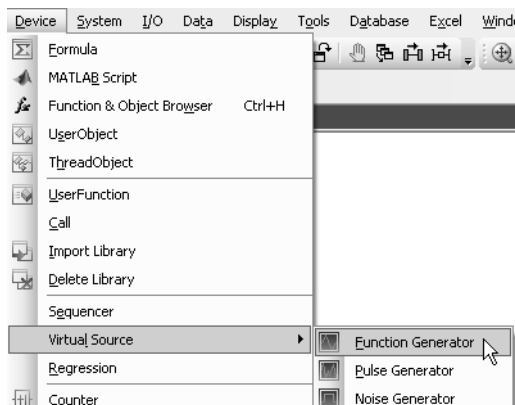 Device System I/O Data Display Tools Database Excel Wind
Formula
MATLAB Script
Function & Object Browser Ctrl+H
UserObject
ThreadObject
UserFunction
Call
Import Library
Delete Library
Sequencer
Virtual Source
Function Generator
Regression
Pulse Generator
Counter
Noise Generator